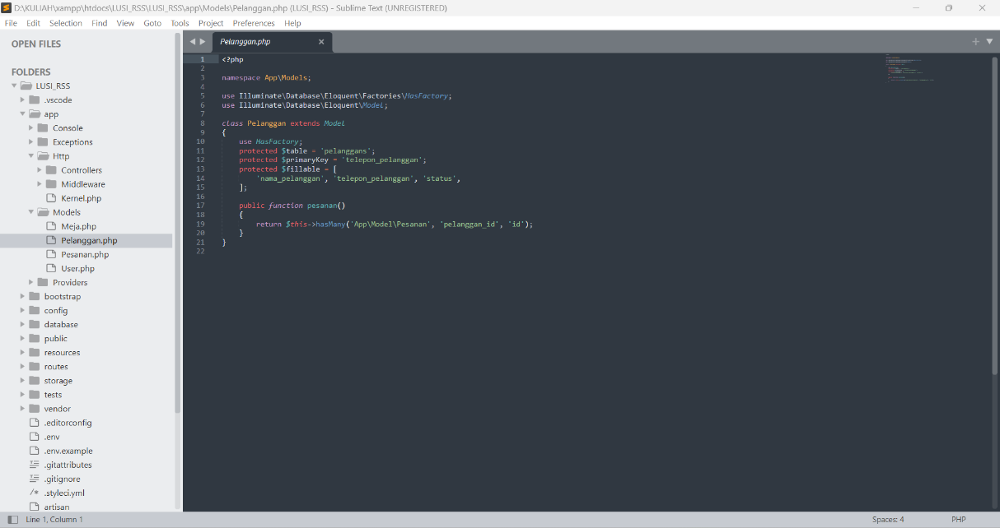 D:\KULIAH\xampp\htdocs\LUSI_RSS\LUSI_RSS\app\Models\Pelanggan.php (LUSI_RSS) - Sublime Text (UNREGISTERED)
File Edit Selection Find View Goto Tools Project Preferences Help
OPEN FILES
FOLDERS
LUSI_RSS
.vscode
app
Console
Exceptions
Http
Controllers
Middleware
Kernel.php
Models
Meja.php
Pelanggan.php
Pesanan.php
User.php
Providers
bootstrap
config
database
public
resources
routes
storage
tests
vendor
.editorconfig
.env
.env.example
.gitattributes
.gitignore
/* .styleci.yml
artisan
Pelanggan.php
1 <?php
2
3 namespace App\Models;
4
5 use Illuminate\Database\Eloquent\Factories\HasFactory;
6 use Illuminate\Database\Eloquent\Model;
7
8 class Pelanggan extends Model
9 {
10 use HasFactory;
11 protected $table = 'pelanggans';
12 protected $primaryKey = 'telepon_pelanggan';
13 protected $fillable = [
14 'nama_pelanggan', 'telepon_pelanggan', 'status',
15 ];
16
17 public function pesanan()
18 {
19 return $this->hasMany('App\Model\Pesanan', 'pelanggan_id', 'id');
20 }
21 }
22
Line 1, Column 1
Spaces: 4
PHP